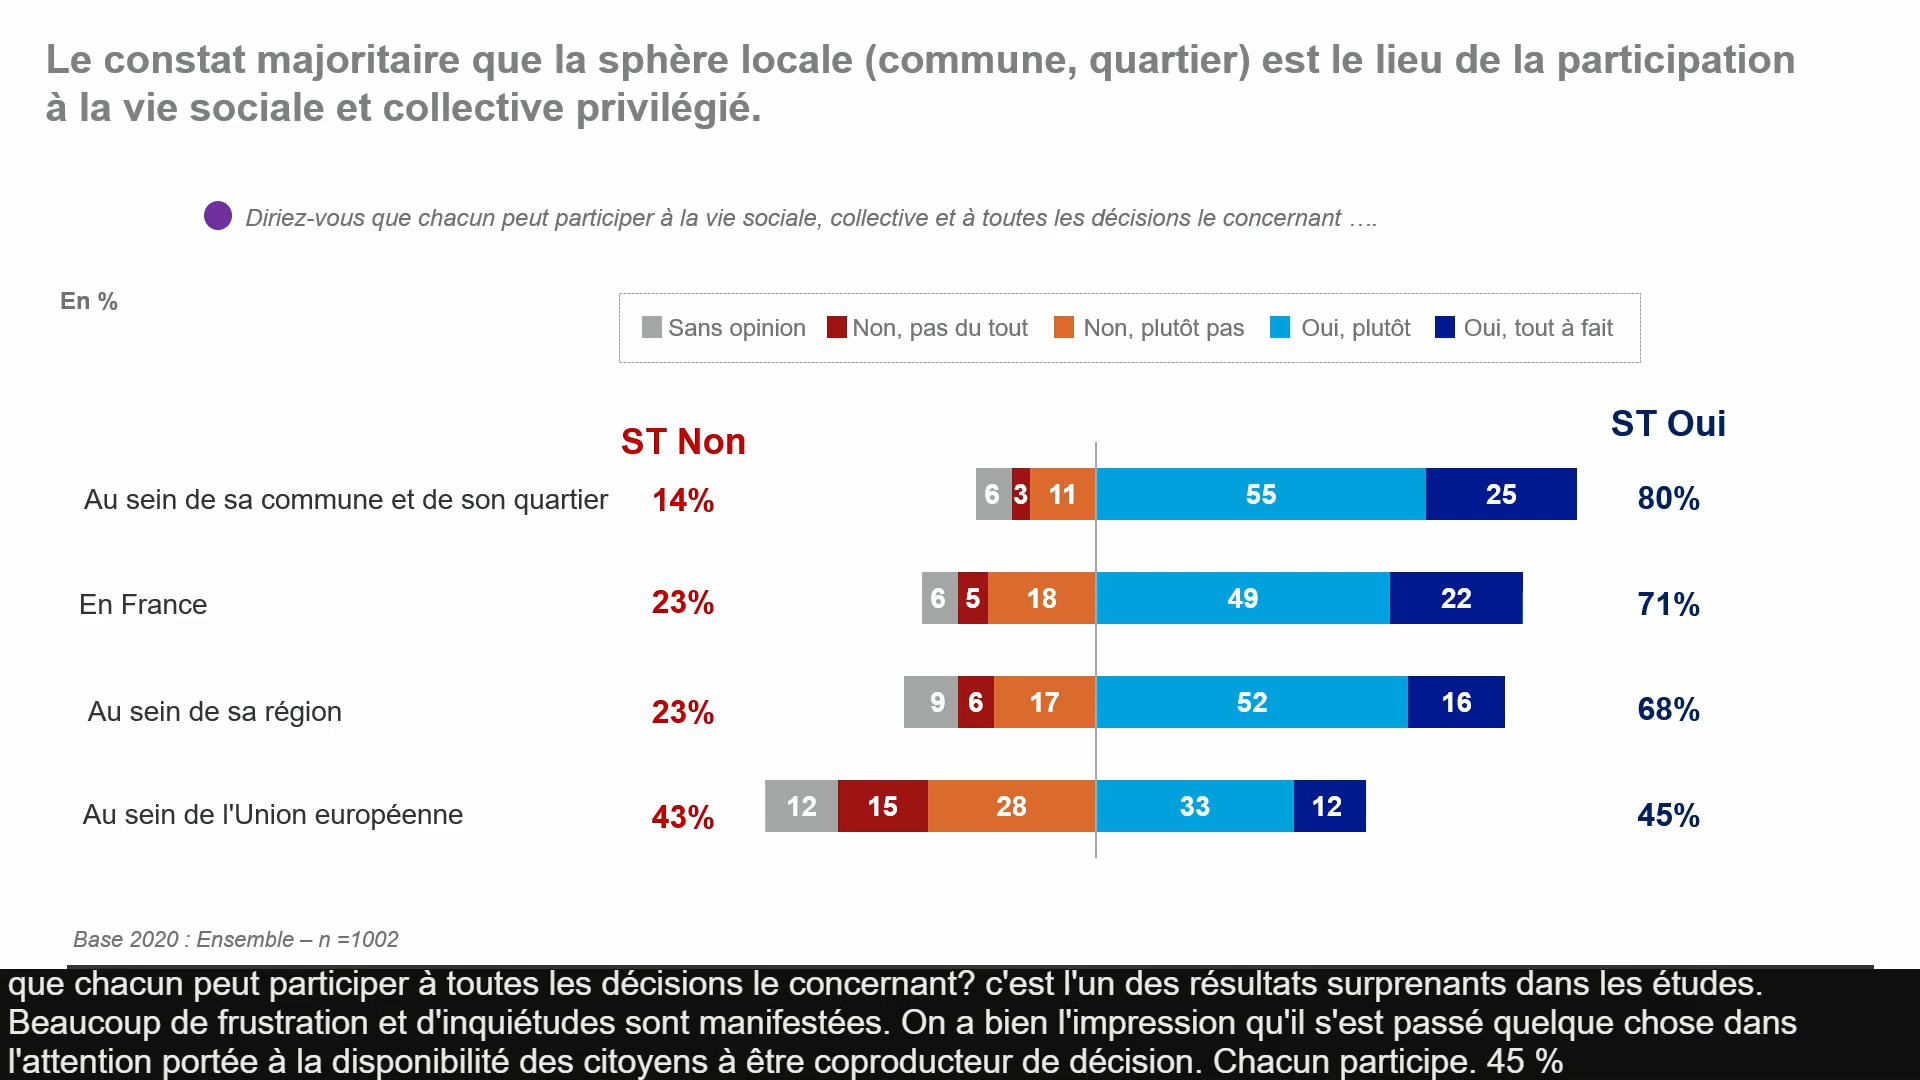 Le constat majoritaire que la sphère locale (commune, quartier) est le lieu de la participation
à la vie sociale et collective privilégié.
Diriez-vous que chacun peut participer à la vie sociale, collective et à toutes les décisions le concernant ….
En %
Sans opinion Non, pas du tout Non, plutôt pas Oui, plutôt Oui, tout à fait
ST Non ST Oui
Au sein de sa commune et de son quartier 14% 6 3 11 55 25 80%
En France 23% 6 5 18 49 22 71%
Au sein de sa région 23% 9 6 17 52 16 68%
Au sein de l'Union européenne 43% 12 15 28 33 12 45%
Base 2020 : Ensemble – n =1002
que chacun peut participer à toutes les décisions le concernant? c'est l'un des résultats surprenants dans les études.
Beaucoup de frustration et d'inquiétudes sont manifestées. On a bien l'impression qu'il s'est passé quelque chose dans
l'attention portée à la disponibilité des citoyens à être coproducteur de décision. Chacun participe. 45 %